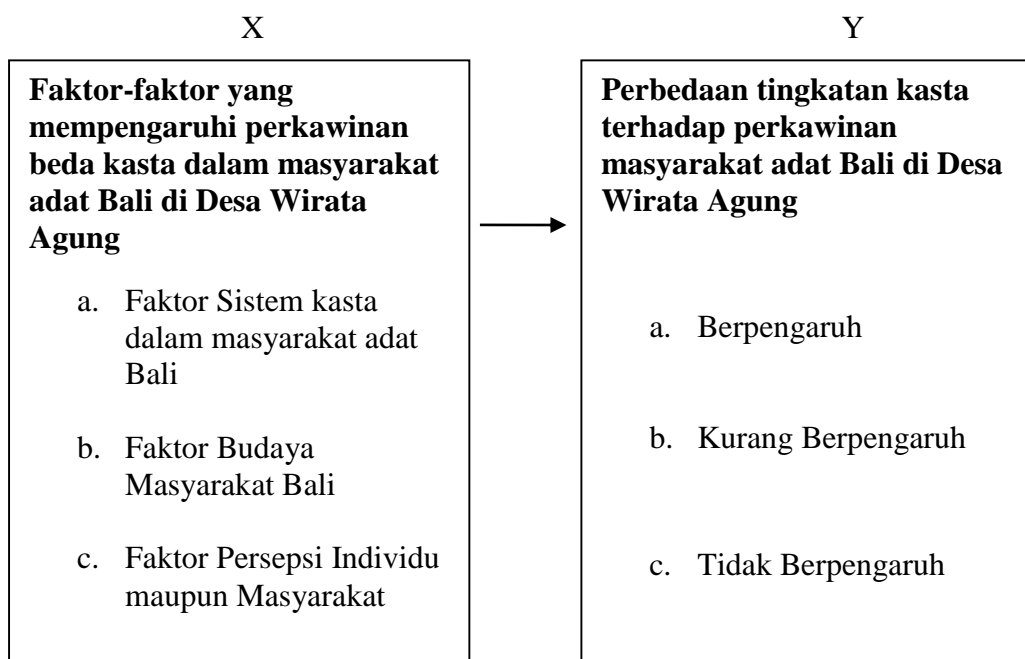 X
Y
Faktor-faktor yang
mempengaruhi perkawinan
beda kasta dalam masyarakat
adat Bali di Desa Wirata
Agung
a. Faktor Sistem kasta
dalam masyarakat adat
Bali
b. Faktor Budaya
Masyarakat Bali
c. Faktor Persepsi Individu
maupun Masyarakat
Perbedaan tingkatan kasta
terhadap perkawinan
masyarakat adat Bali di Desa
Wirata Agung
a. Berpengaruh
b. Kurang Berpengaruh
c. Tidak Berpengaruh